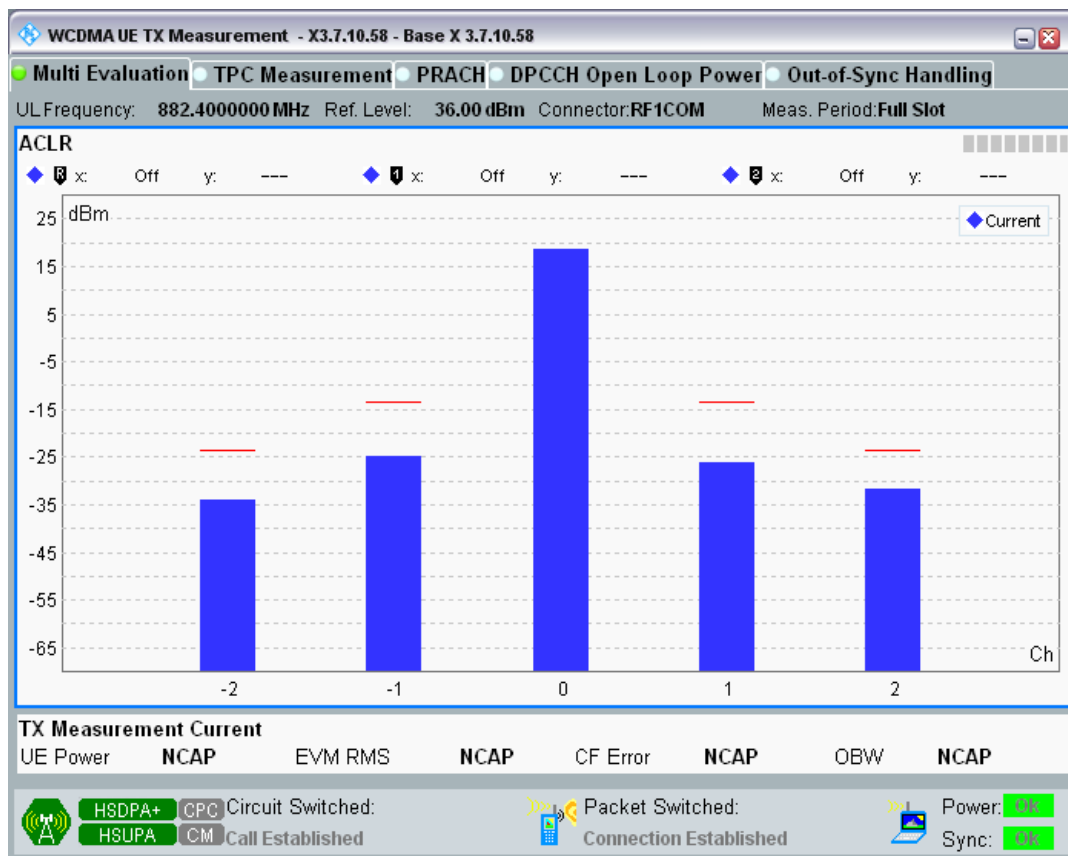 WCDMA UE TX Measurement - X3.7.10.58 - Base X 3.7.10.58
Multi Evaluation TPC Measurement PRACH DPCCH Open Loop Power Out-of-Sync Handling
UL Frequency: 882.4000000 MHz Ref. Level: 36.00 dBm Connector:RF1COM Meas. Period:Full Slot
ACLR
R x: Off y: --- 1 x: Off y: --- 2 x: Off y: ---
25 dBm
Current
15
5
-5
-15
-25
-35
-45
-55
-65
Ch
-2 -1 0 1 2
TX Measurement Current
UE Power NCAP EVM RMS NCAP CF Error NCAP OBW NCAP
HSDPA+ CPC Circuit Switched: Packet Switched: Power: OK
HSUPA CM Call Established Connection Established Sync: OK